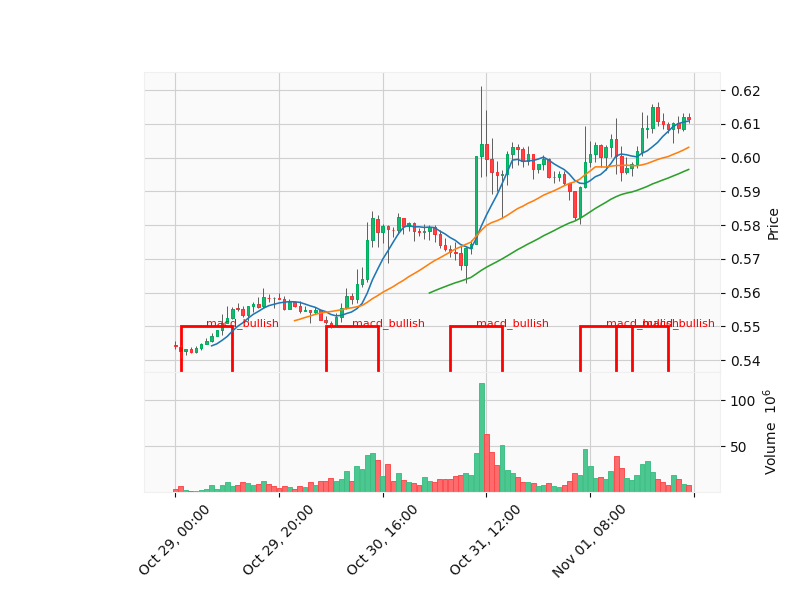 0.62
0.61
0.60
0.59
0.58
0.57
0.56
0.55
0.54
Price
macd_bullish
macd_bullish
macd_bullish
macd_bullish
macd_bullish
100
50
Volume 10^6
Oct 29, 00:00
Oct 29, 20:00
Oct 30, 16:00
Oct 31, 12:00
Nov 01, 08:00